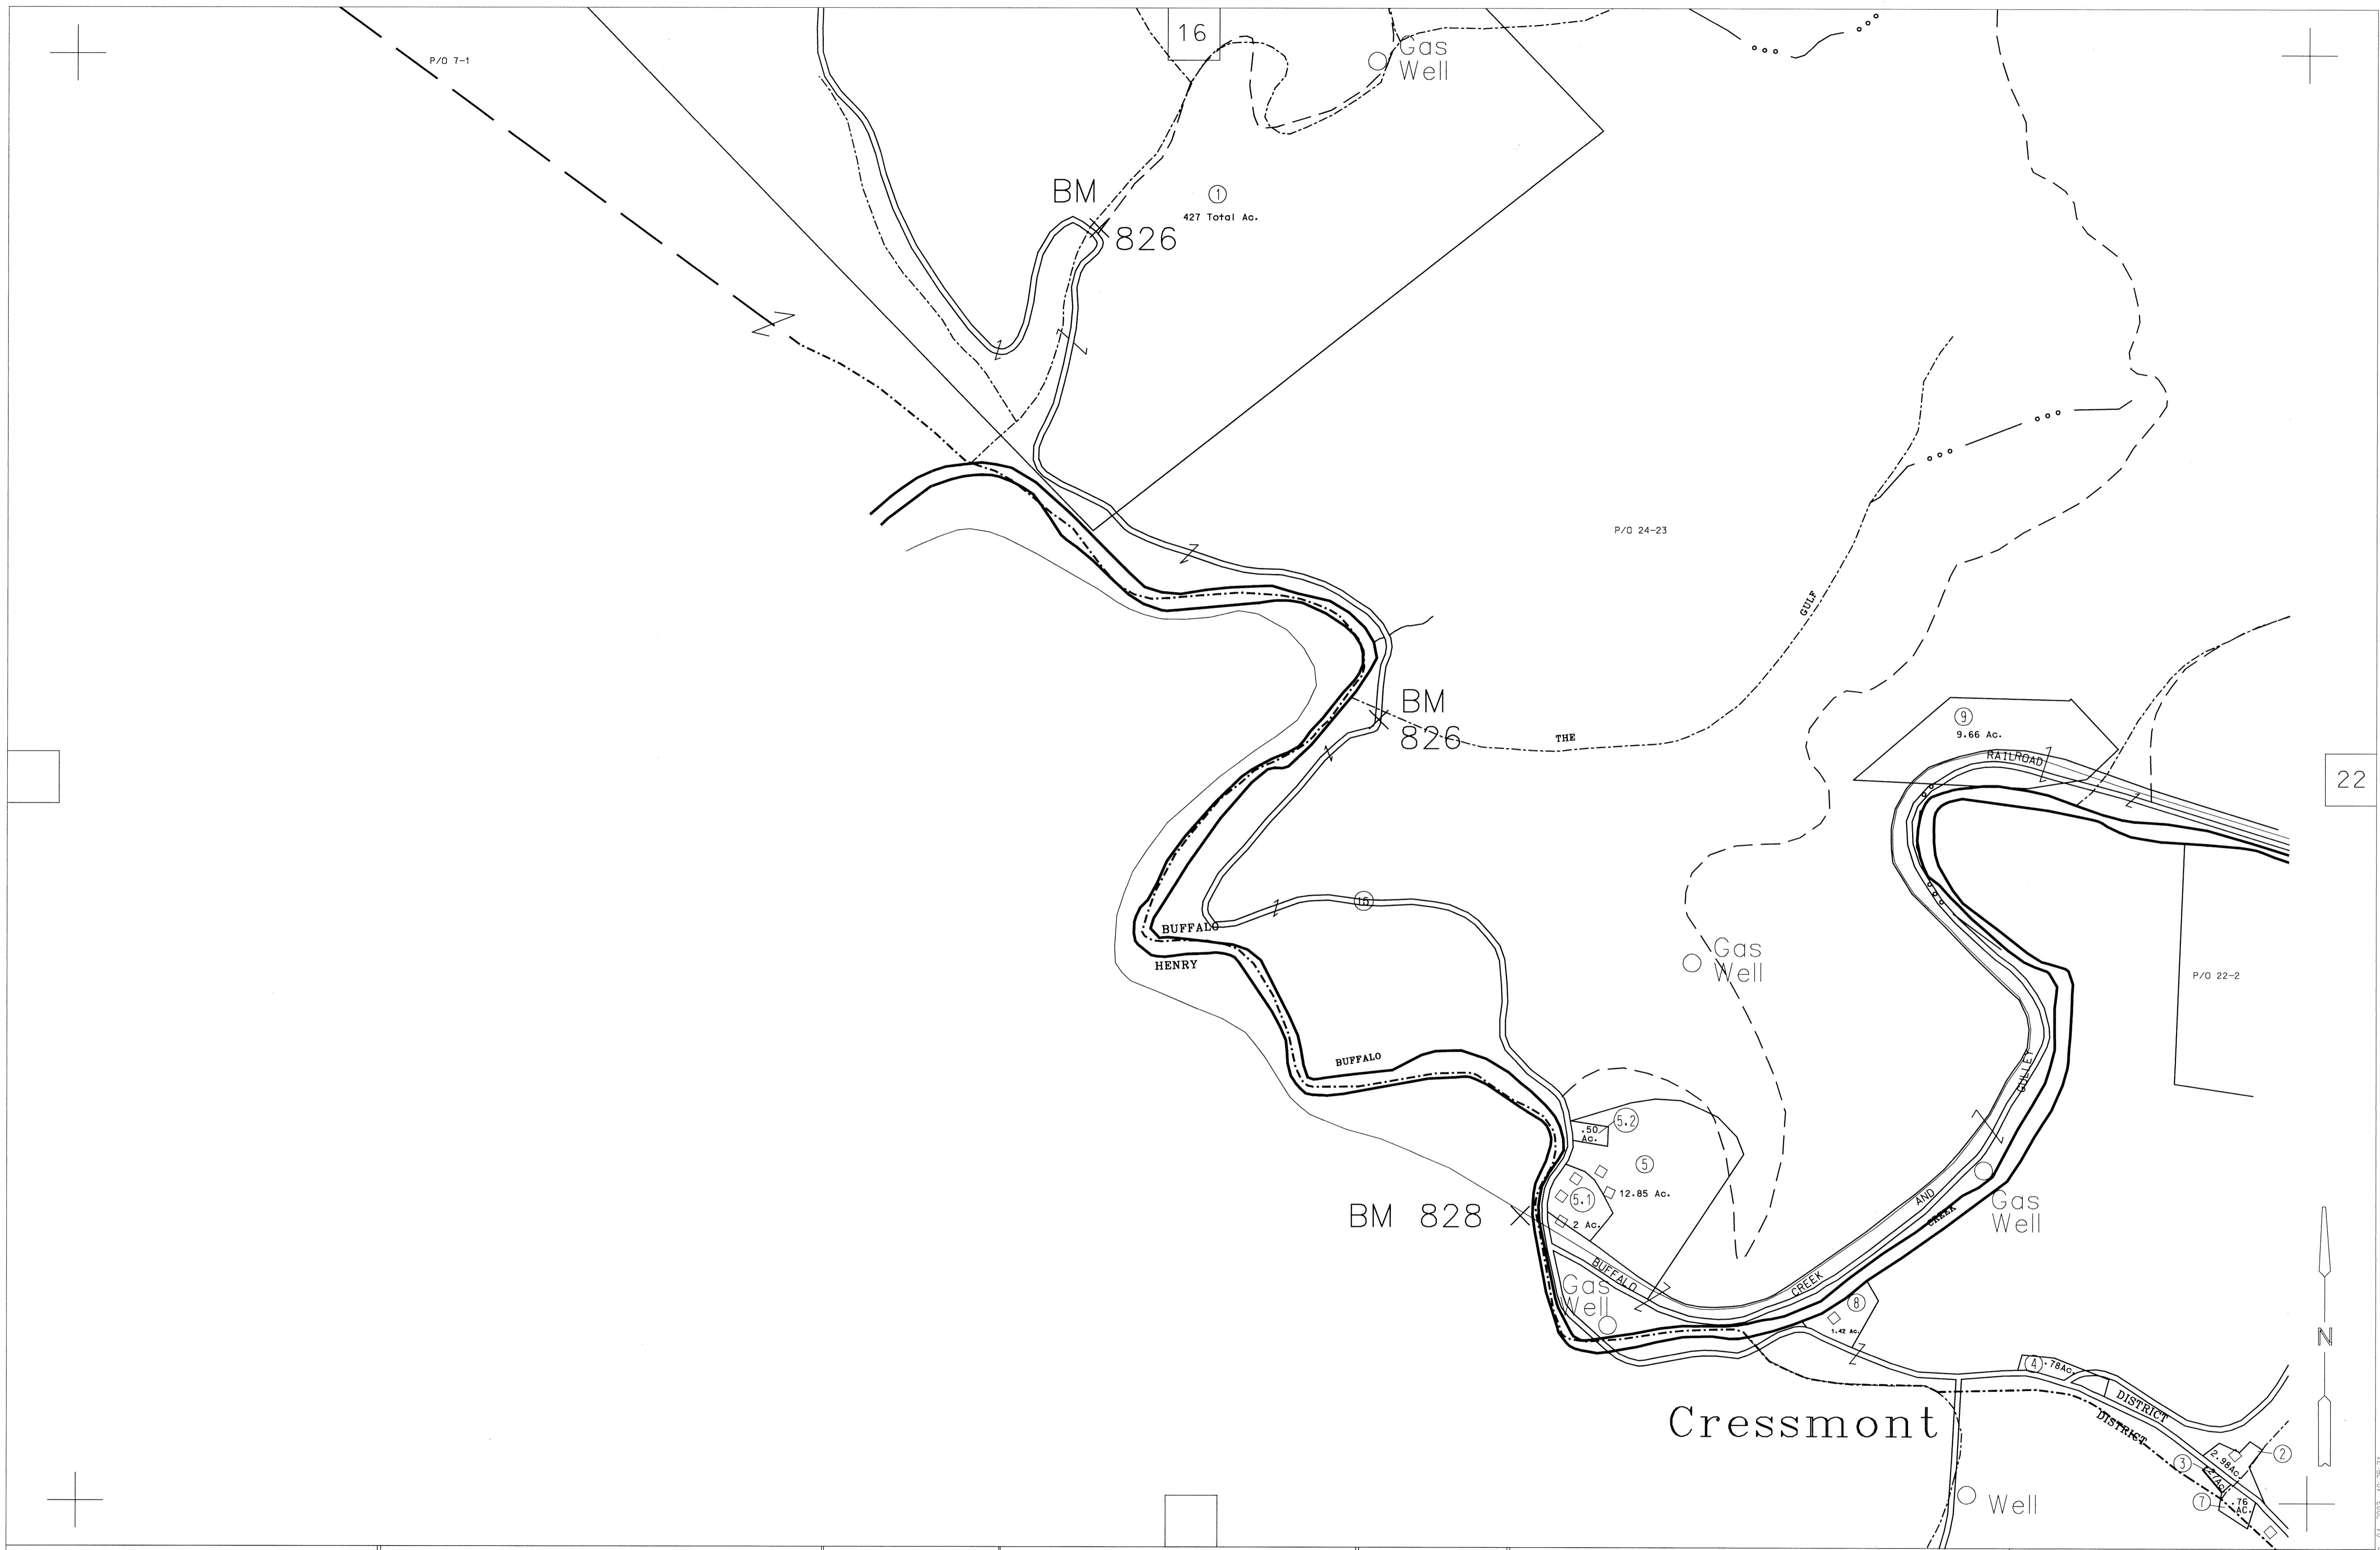 16
Gas
Well
P/O 7-1
BM
826
1
427 Total Ac.
P/O 24-23
GULF
BM
826
THE
9
9.66 Ac.
RAILROAD
22
15
BUFFALO
HENRY
Gas
Well
P/O 22-2
BUFFALO
GULLEY
.50
Ac.
5.2
5
12.85 Ac.
5.1
2 Ac.
BM 828
AND
CREEK
Gas
Well
BUFFALO
CREEK
Gas
Well
8
1.42 Ac.
N
4
.78Ac.
DISTRICT
DISTRICT
Cressmont
2
2.98Ac.
3
.27Ac.
7
.76
AC.
Well